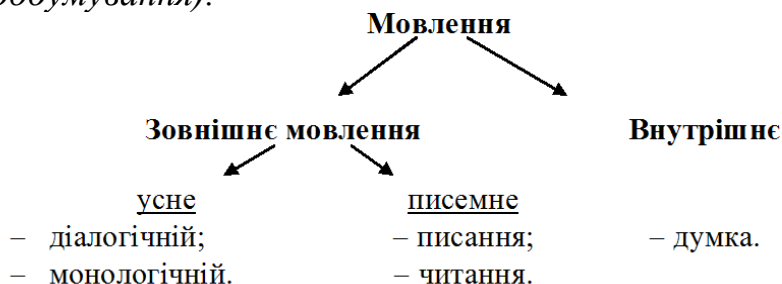 Мовлення
Зовнішнє мовлення Внутрішнє
усне писемне
– діалогічній; – писання; – думка.
– монологічній. – читання.